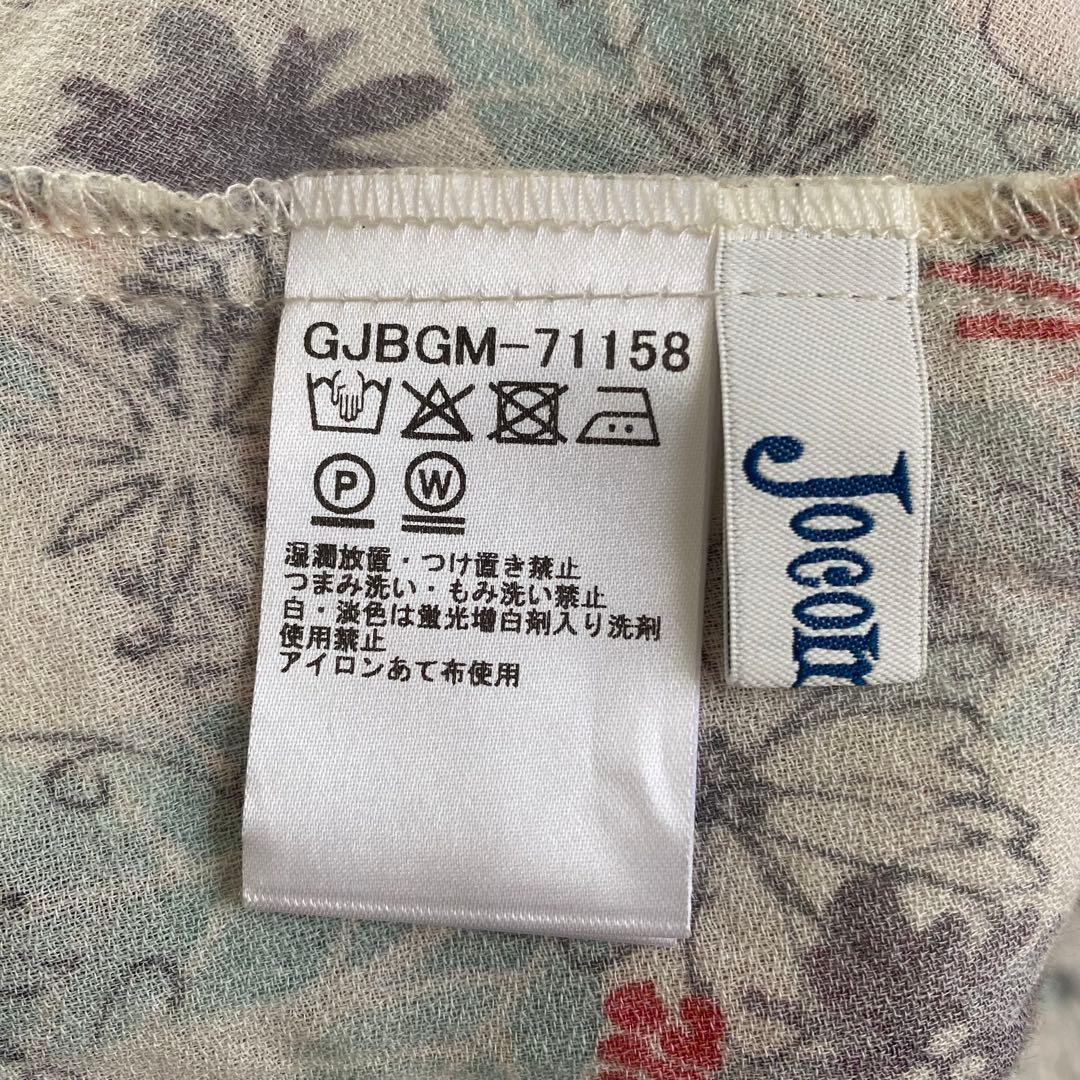 GJBGM-71158
P W
湿潤放置・つけ置き禁止
つまみ洗い・もみ洗い禁止
白・淡色は蛍光増白剤入り洗剤
使用禁止
アイロンあて布使用